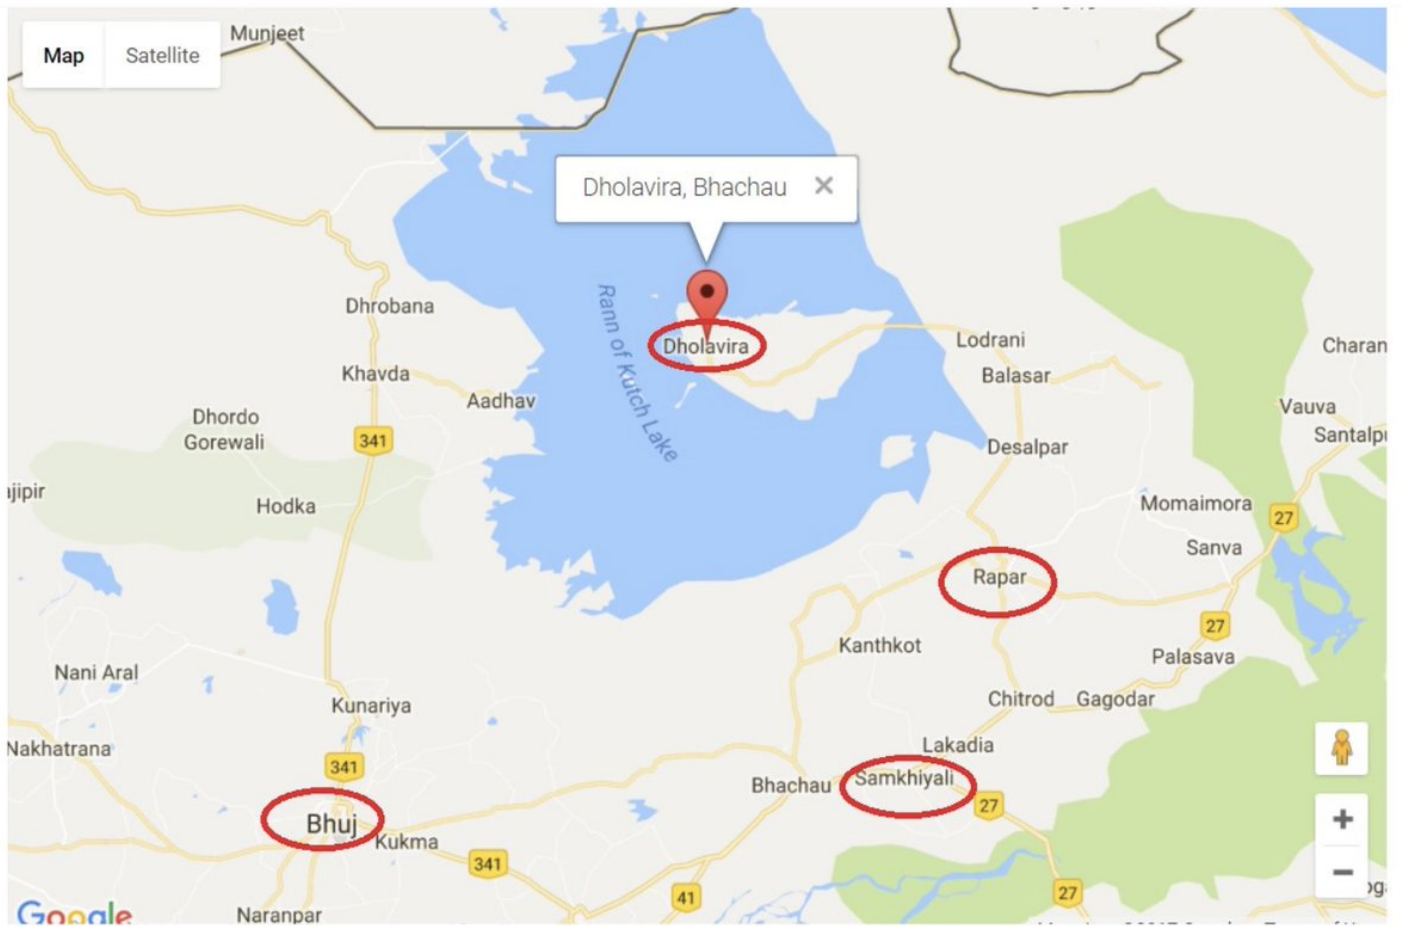 Munjeet
Map
Satellite
Dholavira, Bhachau
Dhrobana
Rann of Kutch Lake
Dholavira
Lodrani
Charan
Khavda
Balasar
Aadhav
Dhordo
Gorewali
Vauva
341
Santalpu
Desalpar
ajipir
Hodka
Momaimora
27
Sanva
Rapar
27
Kanthkot
Palasava
Nani Aral
Kunariya
Chitrod
Gagodar
Nakhatrana
Lakadia
341
Bhachau
Samkhiyali
27
Bhuj
Kukma
341
41
27
Naranpar
Google